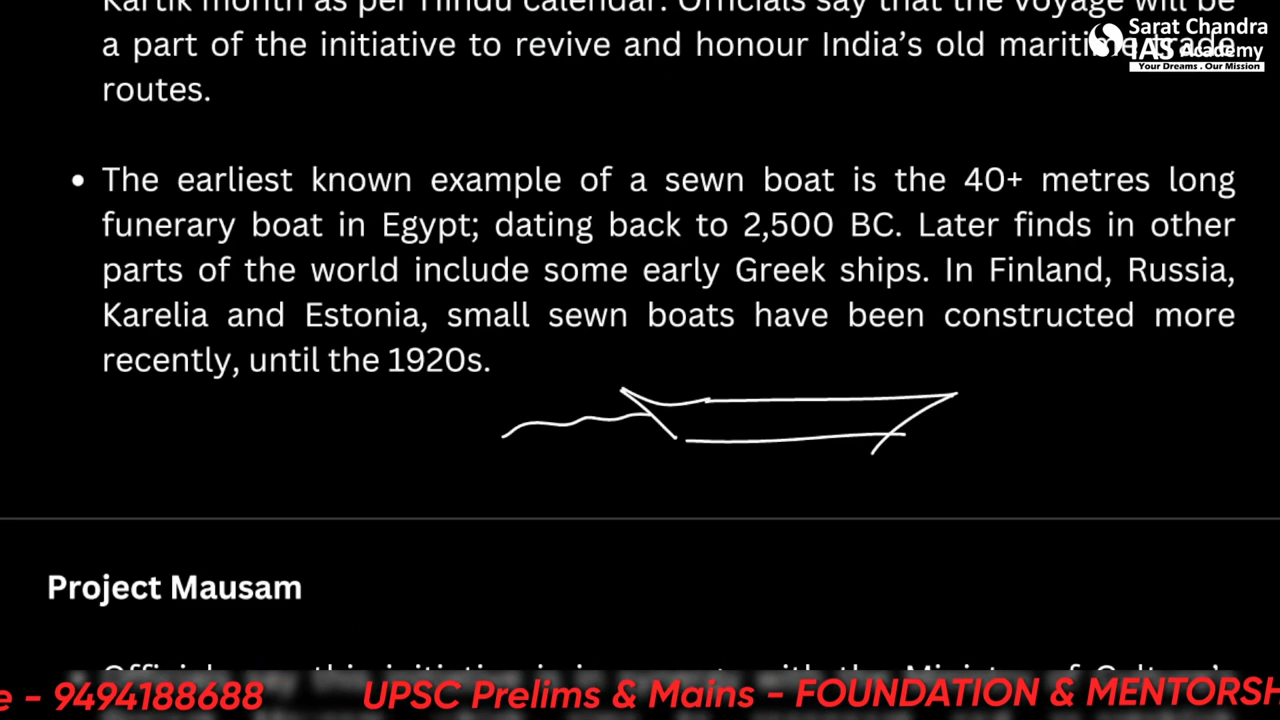 Kartik month as per Hindu calendar. Officials say that the voyage will be
a part of the initiative to revive and honour India's old maritime trade
routes.
Sarat Chandra
IAS Academy
Your Dreams . Our Mission
• The earliest known example of a sewn boat is the 40+ metres long
funerary boat in Egypt; dating back to 2,500 BC. Later finds in other
parts of the world include some early Greek ships. In Finland, Russia,
Karelia and Estonia, small sewn boats have been constructed more
recently, until the 1920s.
Project Mausam
e - 9494188688 UPSC Prelims & Mains - FOUNDATION & MENTORSH